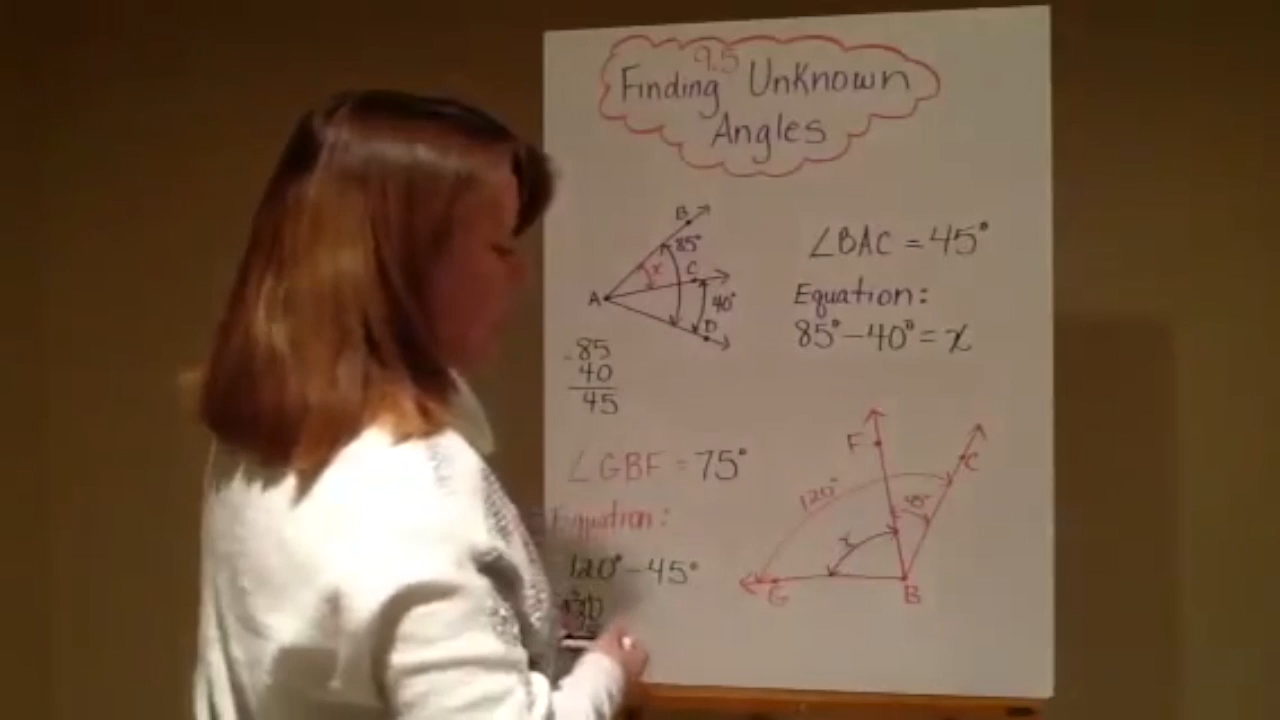 9.5
Finding Unknown
Angles
B
85°
x
C
A
40°
D
∠BAC = 45°
Equation:
85° – 40° = x
- 85
40
45
∠GBF = 75°
Equation:
120° – 45°
F
C
120°
45°
x
G
B